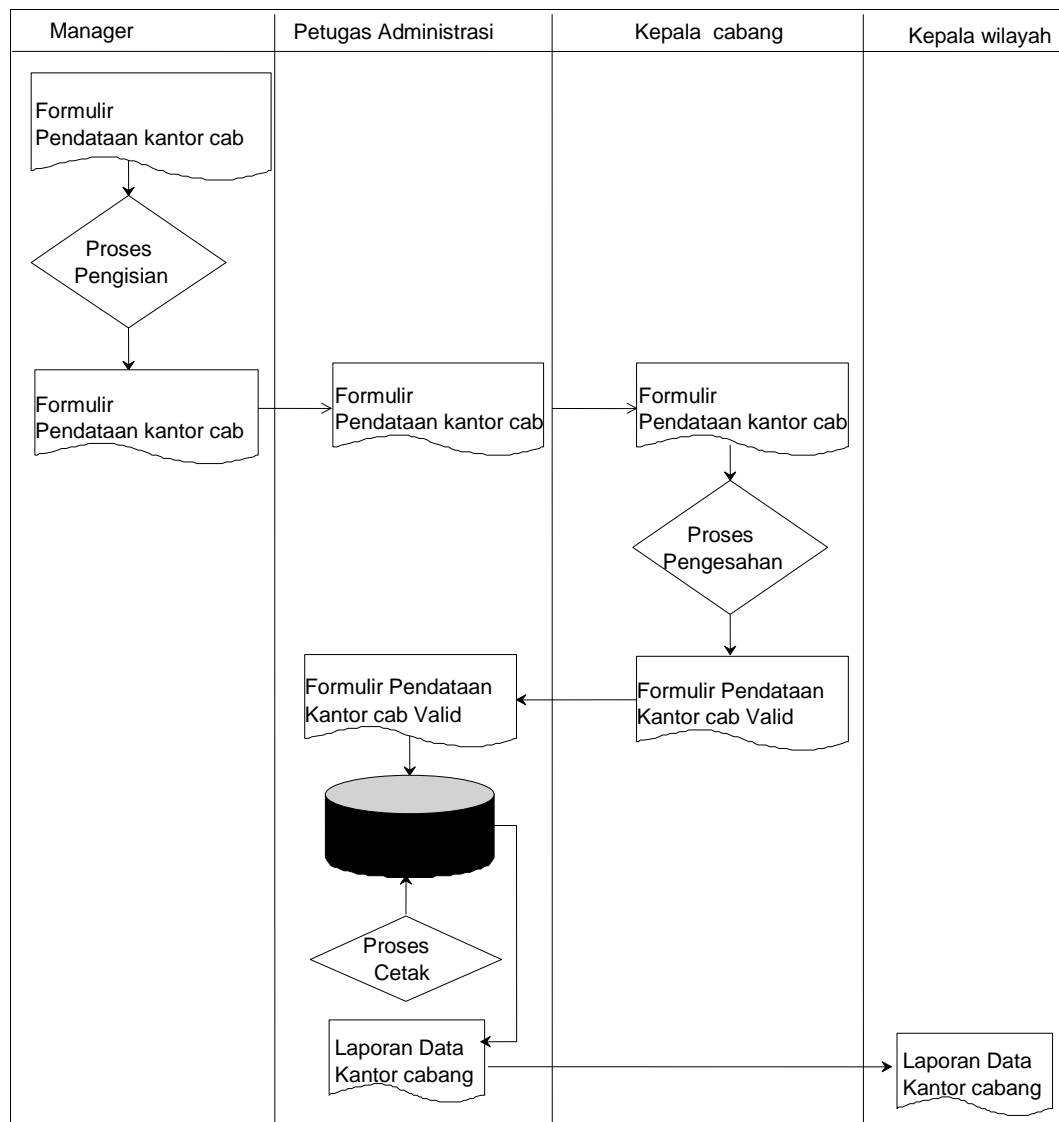 Manager
Petugas Administrasi
Kepala cabang
Kepala wilayah
Formulir
Pendataan kantor cab
Proses
Pengisian
Formulir
Pendataan kantor cab
Formulir
Pendataan kantor cab
Formulir
Pendataan kantor cab
Proses
Pengesahan
Formulir Pendataan
Kantor cab Valid
Formulir Pendataan
Kantor cab Valid
Proses
Cetak
Laporan Data
Kantor cabang
Laporan Data
Kantor cabang